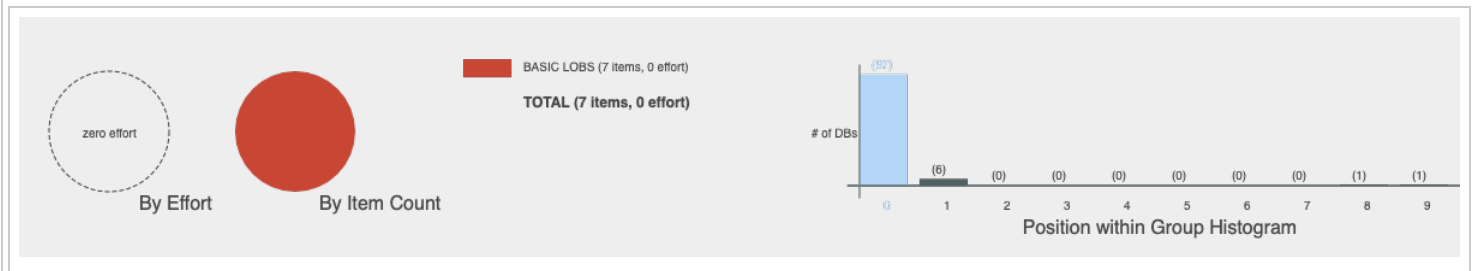 zero effort
By Effort
By Item Count
BASIC LOBS (7 items, 0 effort)
TOTAL (7 items, 0 effort)
# of DBs
(97)
(6)
(0)
(0)
(0)
(0)
(0)
(0)
(1)
(1)
0 1 2 3 4 5 6 7 8 9
Position within Group Histogram